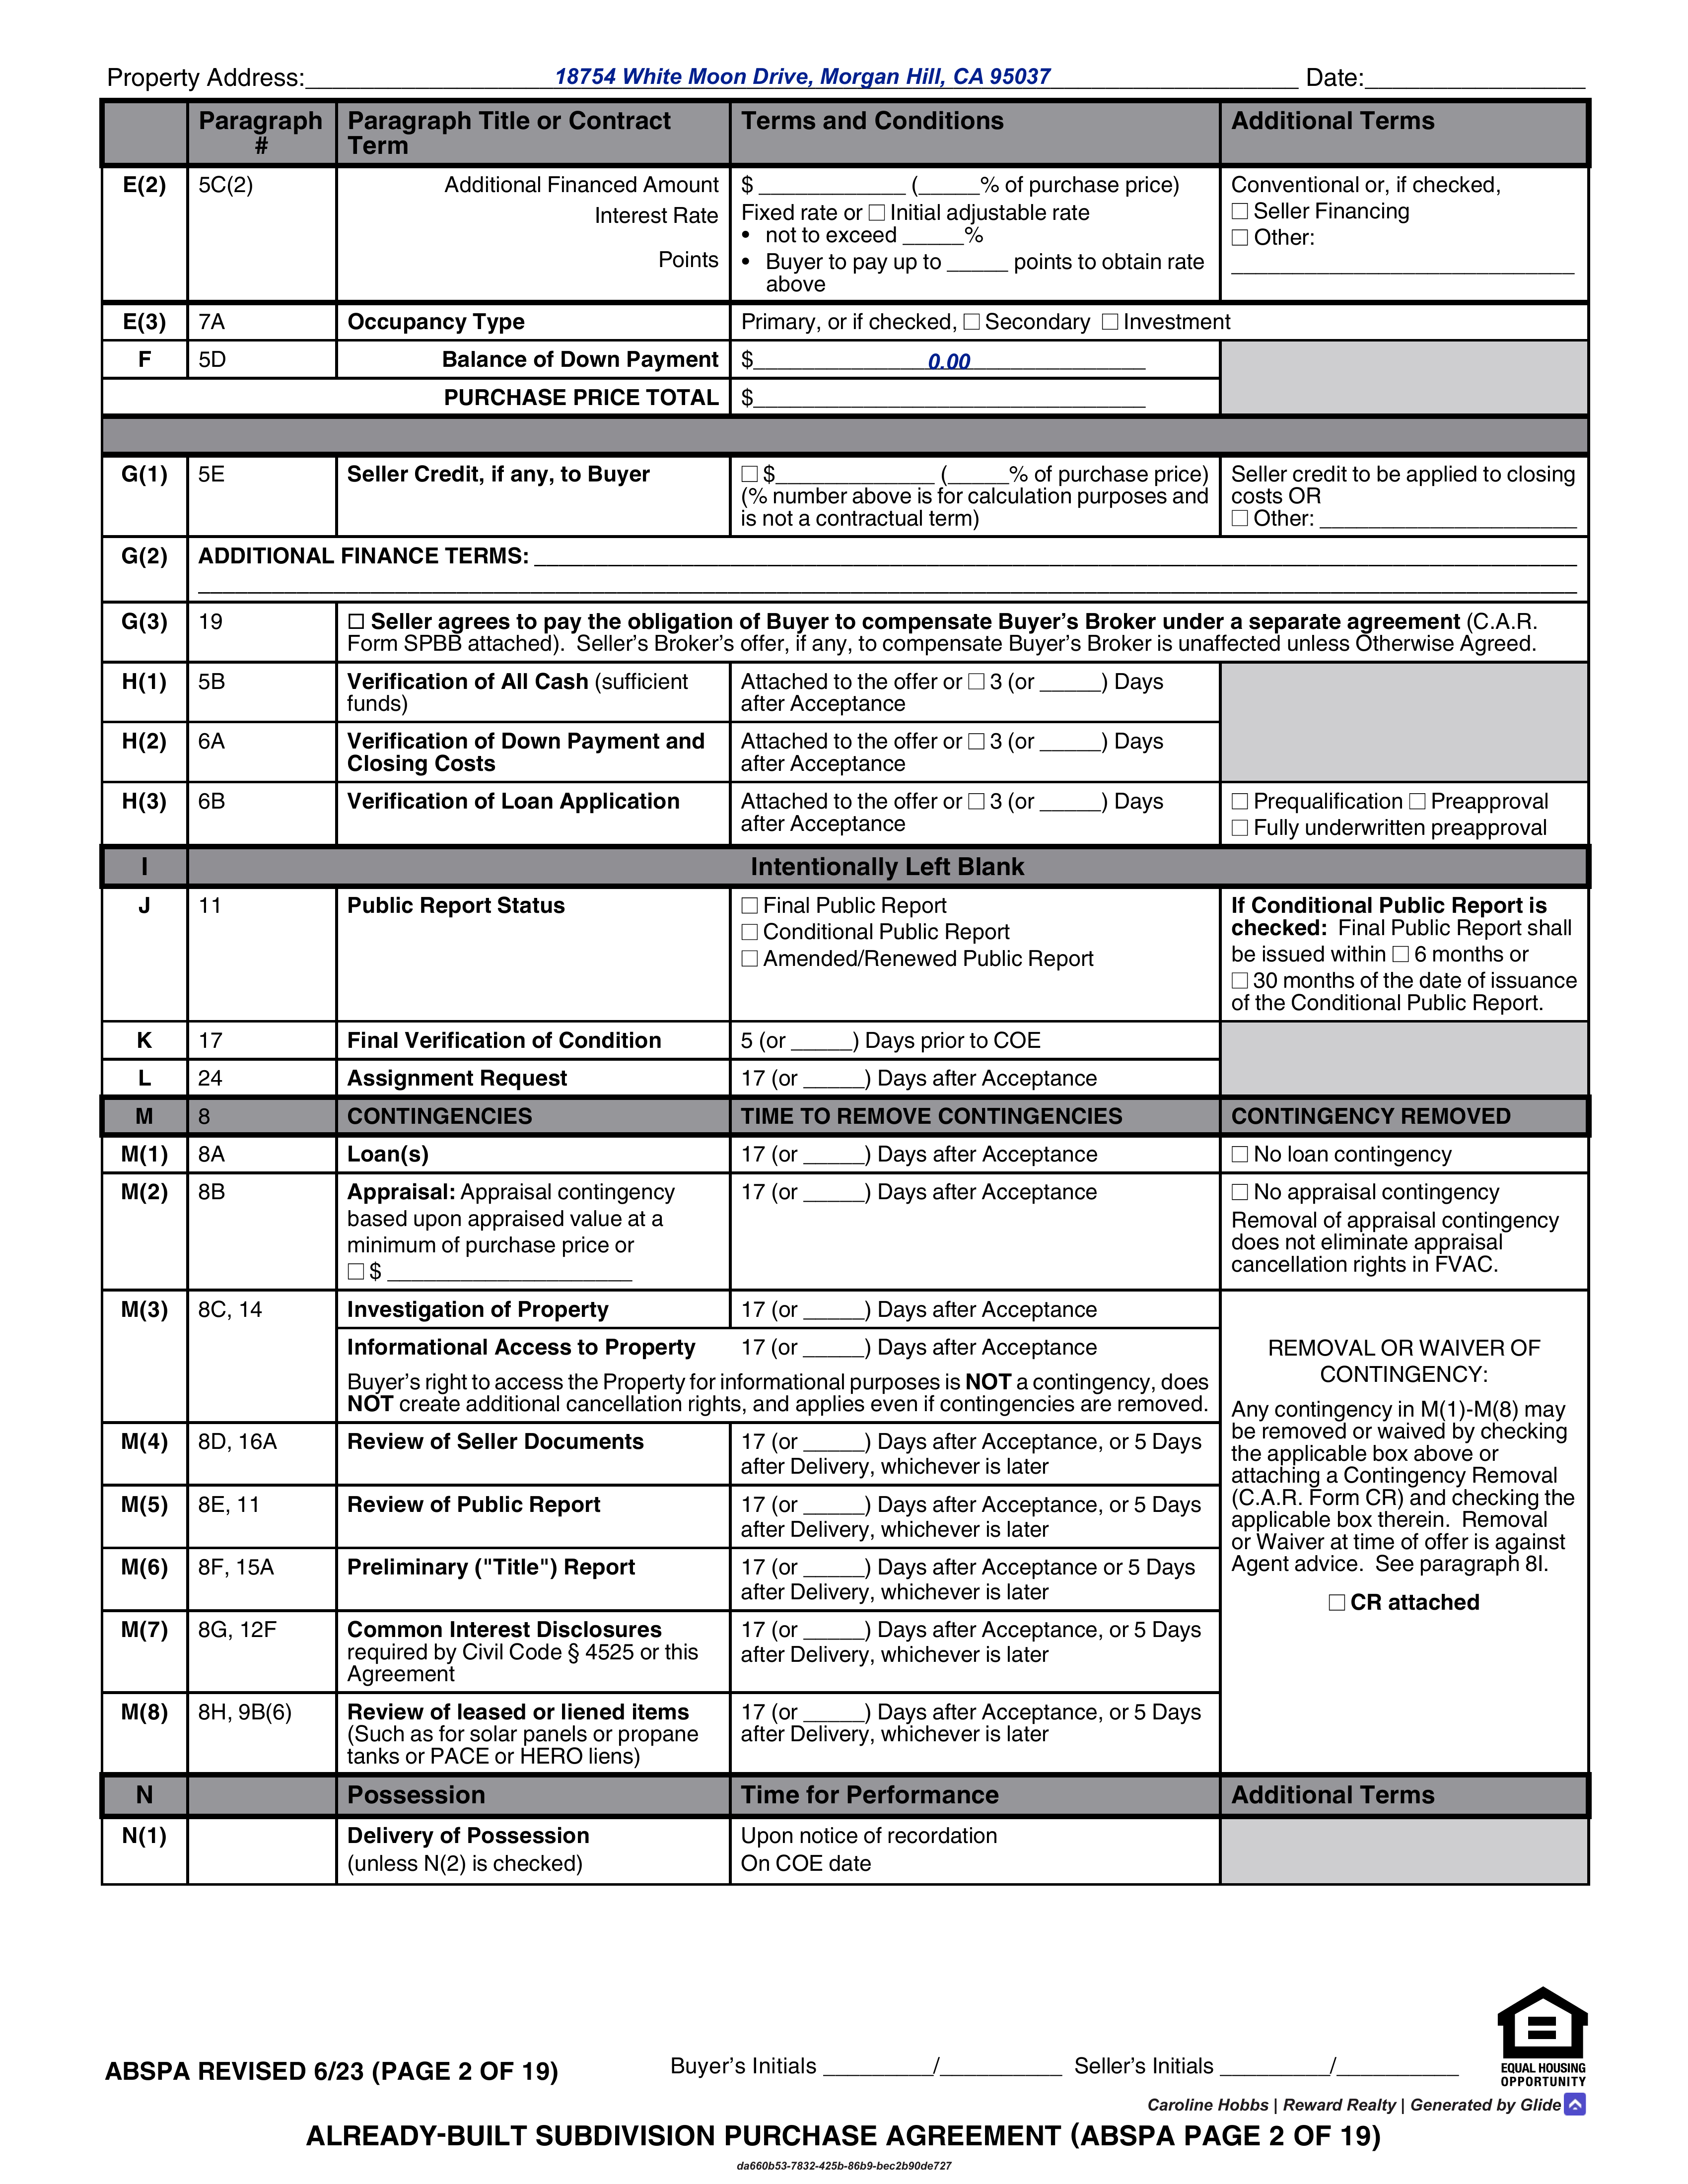 Property Address: 18754 White Moon Drive, Morgan Hill, CA 95037 Date:
Paragraph # Paragraph Title or Contract Term Terms and Conditions Additional Terms
E(2) 5C(2) Additional Financed Amount $ ____________ (_____% of purchase price) Conventional or, if checked,
Interest Rate Fixed rate or ☐ Initial adjustable rate ☐ Seller Financing
• not to exceed _____% ☐ Other:
Points • Buyer to pay up to _____ points to obtain rate above ____________________________
E(3) 7A Occupancy Type Primary, or if checked, ☐ Secondary ☐ Investment
F 5D Balance of Down Payment $ 0.00
PURCHASE PRICE TOTAL $________________________________
G(1) 5E Seller Credit, if any, to Buyer ☐ $_____________ (_____% of purchase price)
(% number above is for calculation purposes and
is not a contractual term)
Seller credit to be applied to closing
costs OR
☐ Other: _____________________
G(2) ADDITIONAL FINANCE TERMS:
G(3) 19 ☐ Seller agrees to pay the obligation of Buyer to compensate Buyer's Broker under a separate agreement (C.A.R.
Form SPBB attached). Seller's Broker's offer, if any, to compensate Buyer's Broker is unaffected unless Otherwise Agreed.
H(1) 5B Verification of All Cash (sufficient
funds)
Attached to the offer or ☐ 3 (or _____) Days
after Acceptance
H(2) 6A Verification of Down Payment and
Closing Costs
Attached to the offer or ☐ 3 (or _____) Days
after Acceptance
H(3) 6B Verification of Loan Application
Attached to the offer or ☐ 3 (or _____) Days
after Acceptance
☐ Prequalification ☐ Preapproval
☐ Fully underwritten preapproval
I Intentionally Left Blank
J 11 Public Report Status
☐ Final Public Report
☐ Conditional Public Report
☐ Amended/Renewed Public Report
If Conditional Public Report is
checked: Final Public Report shall
be issued within ☐ 6 months or
☐ 30 months of the date of issuance
of the Conditional Public Report.
K 17 Final Verification of Condition 5 (or _____) Days prior to COE
L 24 Assignment Request 17 (or _____) Days after Acceptance
M 8 CONTINGENCIES TIME TO REMOVE CONTINGENCIES CONTINGENCY REMOVED
M(1) 8A Loan(s) 17 (or _____) Days after Acceptance ☐ No loan contingency
M(2) 8B Appraisal: Appraisal contingency
based upon appraised value at a
minimum of purchase price or
☐ $ ____________________
17 (or _____) Days after Acceptance
☐ No appraisal contingency
Removal of appraisal contingency
does not eliminate appraisal
cancellation rights in FVAC.
M(3) 8C, 14 Investigation of Property 17 (or _____) Days after Acceptance
Informational Access to Property 17 (or _____) Days after Acceptance
Buyer's right to access the Property for informational purposes is NOT a contingency, does
NOT create additional cancellation rights, and applies even if contingencies are removed.
REMOVAL OR WAIVER OF
CONTINGENCY:
Any contingency in M(1)-M(8) may
be removed or waived by checking
the applicable box above or
attaching a Contingency Removal
(C.A.R. Form CR) and checking the
applicable box therein. Removal
or Waiver at time of offer is against
Agent advice. See paragraph 8I.
☐ CR attached
M(4) 8D, 16A Review of Seller Documents
17 (or _____) Days after Acceptance, or 5 Days
after Delivery, whichever is later
M(5) 8E, 11 Review of Public Report
17 (or _____) Days after Acceptance, or 5 Days
after Delivery, whichever is later
M(6) 8F, 15A Preliminary ("Title") Report
17 (or _____) Days after Acceptance or 5 Days
after Delivery, whichever is later
M(7) 8G, 12F Common Interest Disclosures
required by Civil Code § 4525 or this
Agreement
17 (or _____) Days after Acceptance, or 5 Days
after Delivery, whichever is later
M(8) 8H, 9B(6) Review of leased or liened items
(Such as for solar panels or propane
tanks or PACE or HERO liens)
17 (or _____) Days after Acceptance, or 5 Days
after Delivery, whichever is later
N Possession Time for Performance Additional Terms
N(1) Delivery of Possession
(unless N(2) is checked)
Upon notice of recordation
On COE date
ABSPA REVISED 6/23 (PAGE 2 OF 19) Buyer's Initials _________/__________ Seller's Initials _________/__________
EQUAL HOUSING
OPPORTUNITY
Caroline Hobbs | Reward Realty | Generated by Glide
ALREADY-BUILT SUBDIVISION PURCHASE AGREEMENT (ABSPA PAGE 2 OF 19)
da660b53-7832-425b-86b9-bec2b90de727